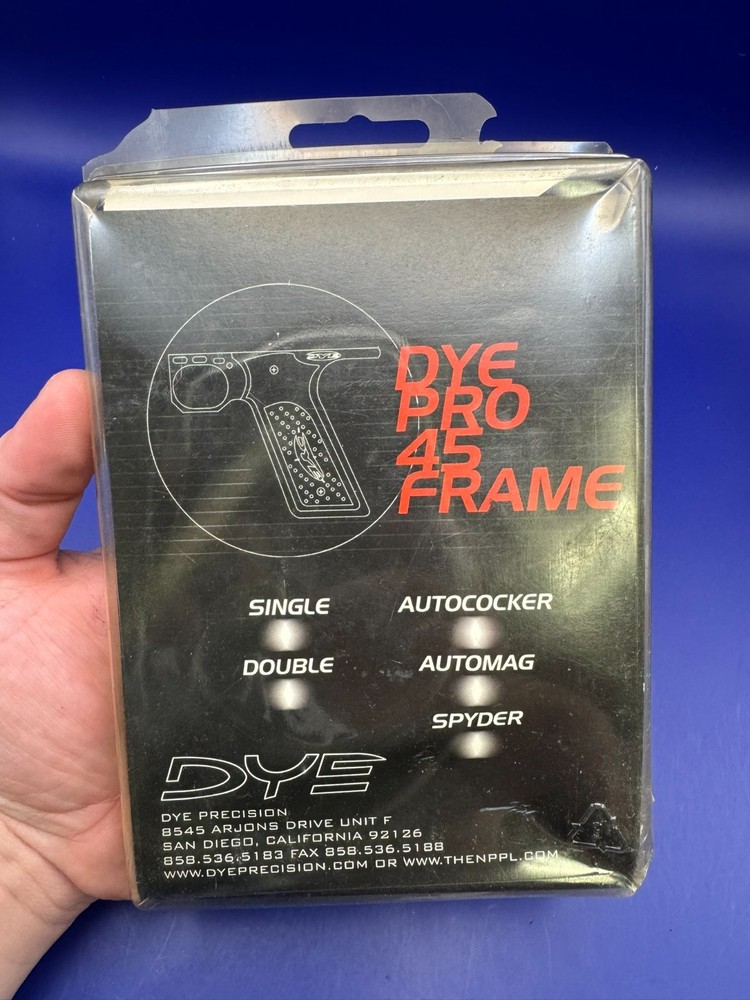 DYE
PRO
45
FRAME
SINGLE
DOUBLE
AUTOCOCKER
AUTOMAG
SPYDER
DYE
DYE PRECISION
8545 ARJONS DRIVE UNIT F
SAN DIEGO, CALIFORNIA 92126
858.536.5183 FAX 858.536.5188
WWW.DYEPRECISION.COM OR WWW.THENPPL.COM